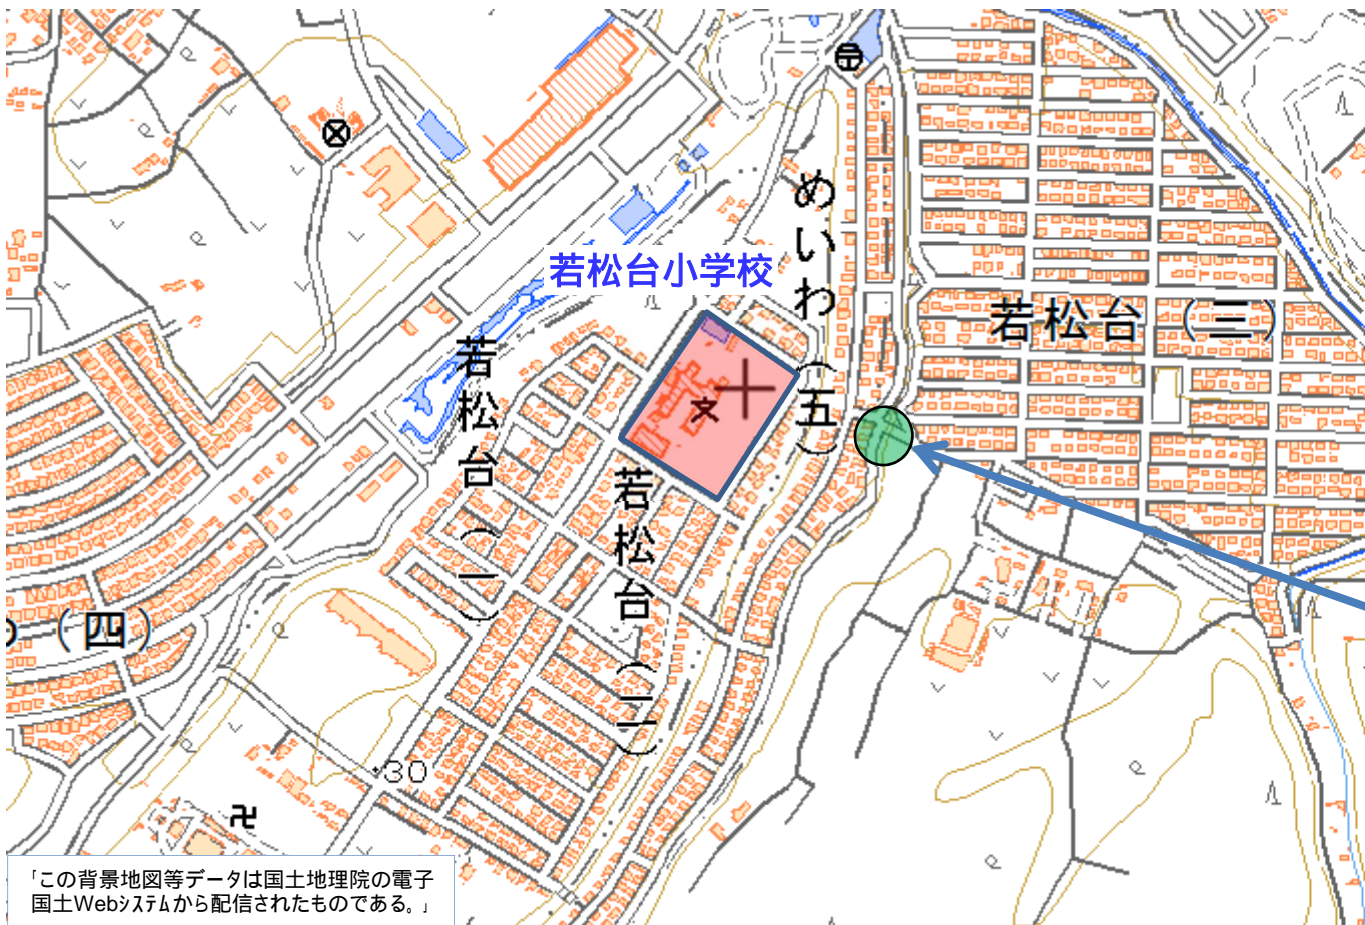 若松台小学校
めいわ(五)
若松台(三)
若松台(一)
若松台(二)
(四)
30
「この背景地図等データは国土地理院の電子
国土Webシステムから配信されたものである。」